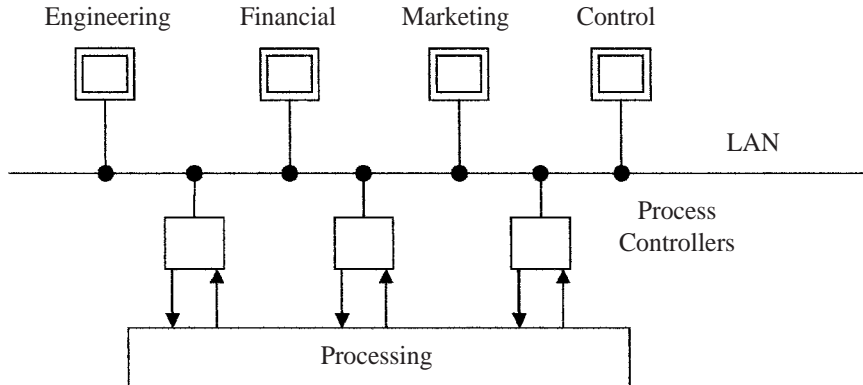 Engineering
Financial
Marketing
Control
LAN
Process
Controllers
Processing